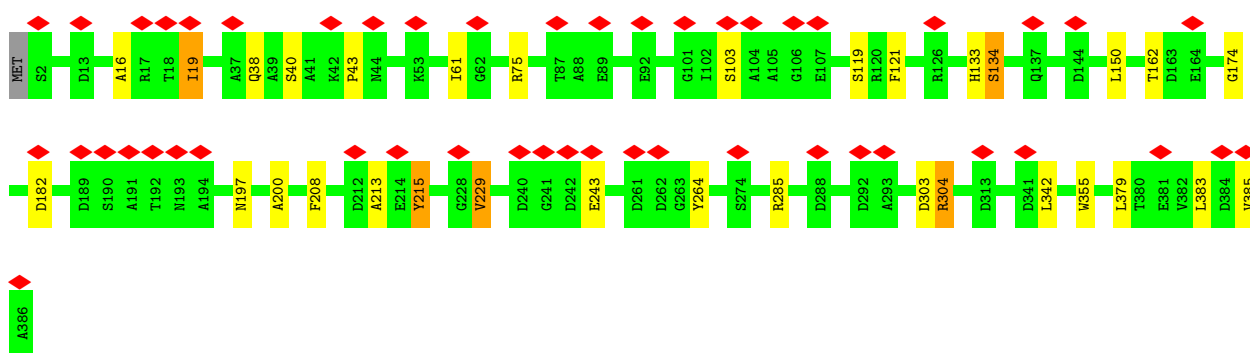 MET S2 D13 A16 R17 T18 I19 A37 Q38 A39 S40 A41 K42 P43 N44 K53 I61 G62 R75 T87 A88 E89 E92 G101 I102 S103 A104 A105 G106 E107 S119 R120 F121 R126 H133 S134 Q137 D144 L150 T162 D163 E164 G174
D182 D189 S190 A191 T192 N193 A194 N197 A200 F208 D212 A213 E214 Y215 G228 V229 D240 G241 D242 E243 D261 D262 G263 Y264 S274 R285 D288 D292 A293 D303 R304 D313 D341 L342 W355 L379 T380 E381 V382 L383 D384 V385
A386